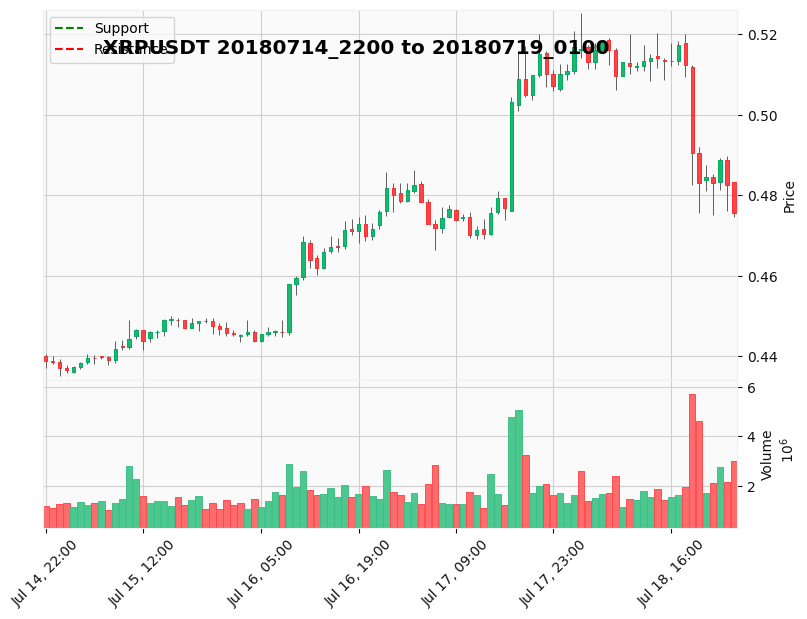 XRPUSDT 20180714_2200 to 20180719_0100
Support
Resistance
0.52
0.50
0.48
0.46
0.44
Price
6
4
2
Volume
10^6
Jul 14, 22:00
Jul 15, 12:00
Jul 16, 05:00
Jul 16, 19:00
Jul 17, 09:00
Jul 17, 23:00
Jul 18, 16:00